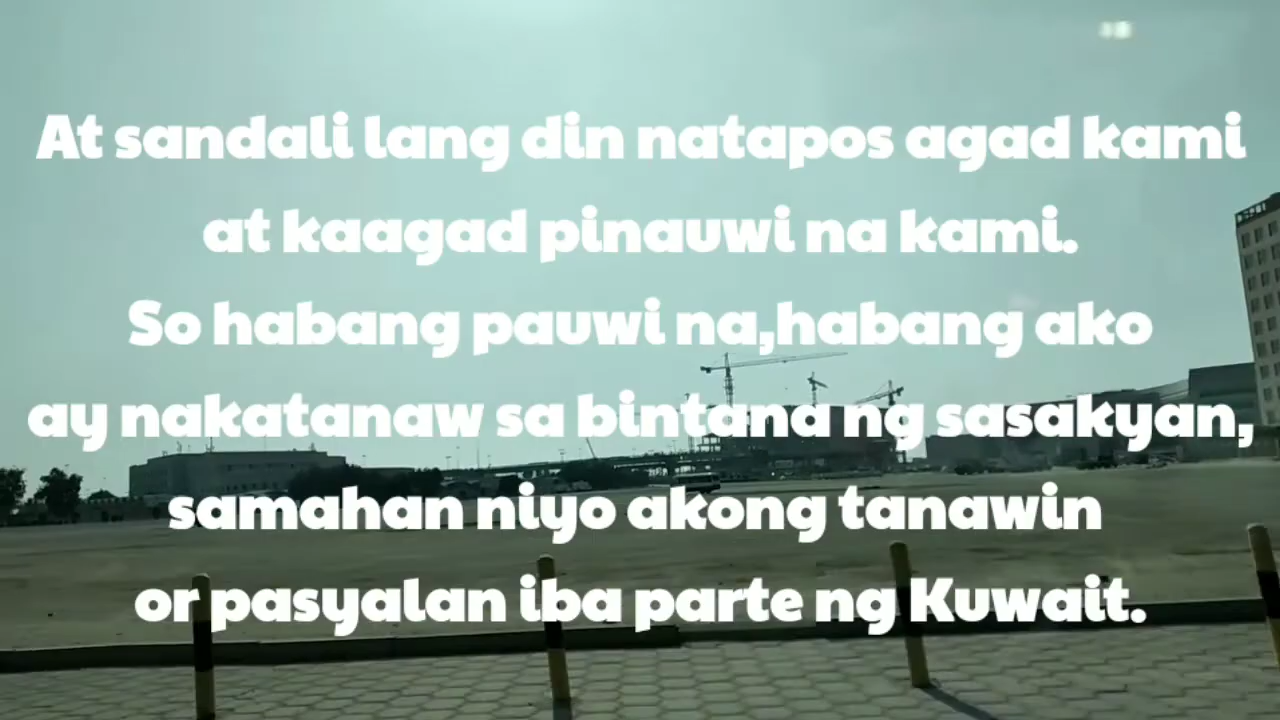 At sandali lang din natapos agad kami
at kaagad pinauwi na kami.
So habang pauwi na,habang ako
ay nakatanaw sa bintana ng sasakyan,
samahan niyo akong tanawin
or pasyalan iba parte ng Kuwait.